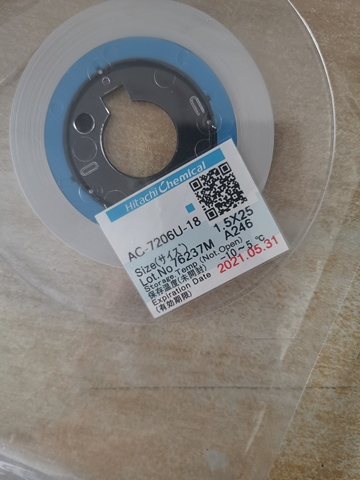 Hitachi Chemical
AC-7206U-18
Size(サイズ) 1.5X25
Lot.No 76237M A246
Storage Temp (Not.Open)
保存温度(未開封) -10 ~ 5 ℃
Expiration Date 2021.05.31
(有効期限)